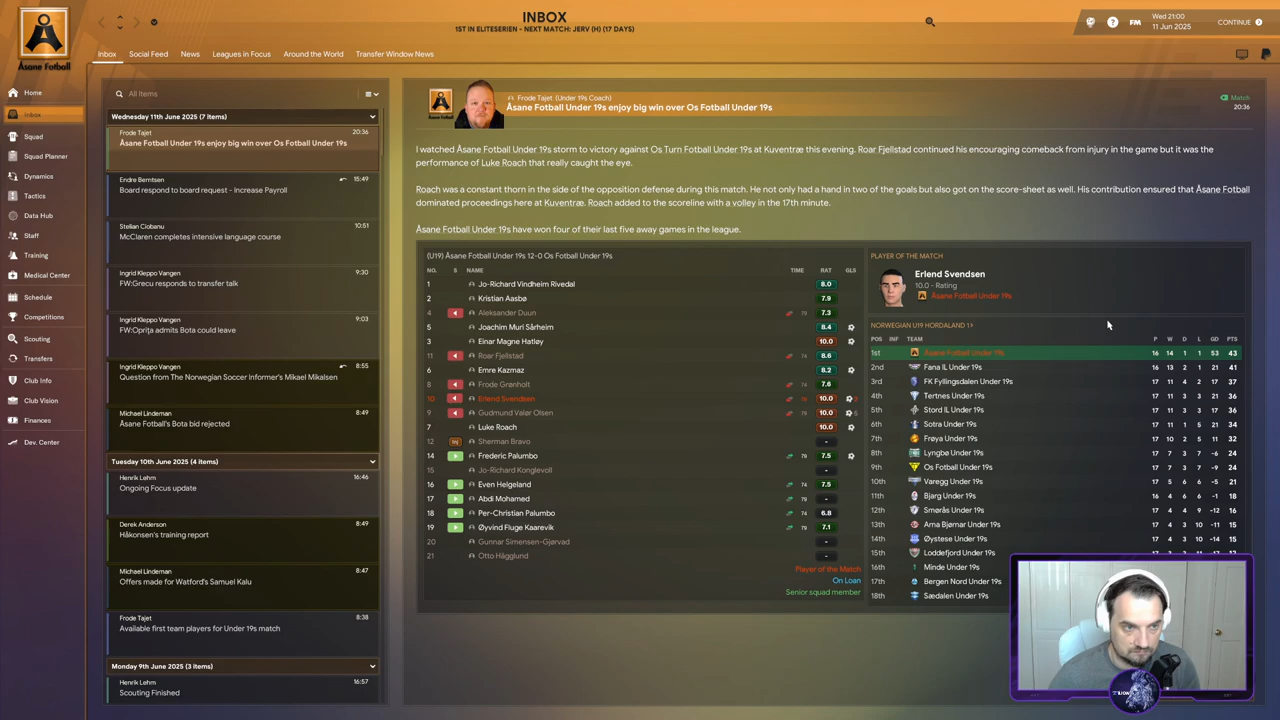 INBOX
1ST IN ELITESERIEN - NEXT MATCH: JERV (H) (17 DAYS)
FM
Wed 21:00
11 Jun 2025
CONTINUE
Åsane Fotball
Inbox
Social Feed
News
Leagues in Focus
Around the World
Transfer Window News
Home
Inbox
Squad
Squad Planner
Dynamics
Tactics
Data Hub
Staff
Training
Medical Center
Schedule
Competitions
Scouting
Transfers
Club Info
Club Vision
Finances
Dev. Center
All Items
Wednesday 11th June 2025 (7 items)
Frode Tajet 20:36
Åsane Fotball Under 19s enjoy big win over Os Fotball Under 19s
Endre Berntsen 15:49
Board respond to board request - Increase Payroll
Stelian Ciobanu 10:51
McClaren completes intensive language course
Ingrid Kleppo Vangen 9:30
FW:Grecu responds to transfer talk
Ingrid Kleppo Vangen 9:03
FW:Oprița admits Bota could leave
Ingrid Kleppo Vangen 8:55
Question from The Norwegian Soccer Informer's Mikael Mikalsen
Michael Lindeman 8:49
Åsane Fotball's Bota bid rejected
Tuesday 10th June 2025 (4 items)
Henrik Lehm 16:46
Ongoing Focus update
Derek Anderson 8:49
Håkonsen's training report
Michael Lindeman 8:47
Offers made for Watford's Samuel Kalu
Frode Tajet 8:38
Available first team players for Under 19s match
Monday 9th June 2025 (3 items)
Henrik Lehm 16:57
Scouting Finished
Frode Tajet (Under 19s Coach)
Åsane Fotball Under 19s enjoy big win over Os Fotball Under 19s
Match
20:36
I watched Åsane Fotball Under 19s storm to victory against Os Turn Fotball Under 19s at Kuventræ this evening. Roar Fjellstad continued his encouraging comeback from injury in the game but it was the
performance of Luke Roach that really caught the eye.
Roach was a constant thorn in the side of the opposition defense during this match. He not only had a hand in two of the goals but also got on the score-sheet as well. His contribution ensured that Åsane Fotball
dominated proceedings here at Kuventræ. Roach added to the scoreline with a volley in the 17th minute.
Åsane Fotball Under 19s have won four of their last five away games in the league.
(U19) Åsane Fotball Under 19s 12-0 Os Fotball Under 19s
NO. S NAME TIME RAT GLS
1 Jo-Richard Vindheim Rivedal 8.0
2 Kristian Aasbø 7.9
4 Aleksander Duun 79 7.3
5 Joachim Muri Sårheim 8.4
3 Einar Magne Hatløy 10.0
11 Roar Fjellstad 74 8.6
6 Emre Kazmaz 8.2
8 Frode Grønholt 74 7.6
10 Erlend Svendsen 10.0 2
9 Gudmund Valør Olsen 79 10.0 5
7 Luke Roach 10.0
12 Inj Sherman Bravo -
14 Frederic Palumbo 79 7.5
15 Jo-Richard Konglevoll -
16 Even Helgeland 74 7.5
17 Abdi Mohamed 79 -
18 Per-Christian Palumbo 74 6.8
19 Øyvind Fluge Kaarevik 79 7.1
20 Gunnar Simensen-Gjørvad -
21 Otto Hägglund -
Player of the Match
On Loan
Senior squad member
PLAYER OF THE MATCH
Erlend Svendsen
10.0 - Rating
Åsane Fotball Under 19s
NORWEGIAN U19 HORDALAND 1
POS INF TEAM P W D L GD PTS
1st Åsane Fotball Under 19s 16 14 1 1 53 43
2nd Fana IL Under 19s 16 13 2 1 21 41
3rd FK Fyllingsdalen Under 19s 17 11 4 2 31 37
4th Tertnes Under 19s 17 11 3 3 21 36
5th Stord IL Under 19s 17 11 3 3 17 36
6th Sotra Under 19s 17 11 1 5 21 34
7th Frøya Under 19s 17 10 2 5 11 32
8th Lyngbø Under 19s 17 7 3 7 -6 24
9th Os Fotball Under 19s 17 7 3 7 -9 24
10th Varegg Under 19s 17 5 6 6 -5 21
11th Bjarg Under 19s 16 4 6 6 -1 18
12th Smørås Under 19s 17 4 4 9 -12 16
13th Arna Bjørnar Under 19s 17 4 3 10 -11 15
14th Øystese Under 19s 17 4 3 10 -14 15
15th Loddefjord Under 19s 17
16th Minde Under 19s
17th Bergen Nord Under 19s
18th Sædalen Under 19s